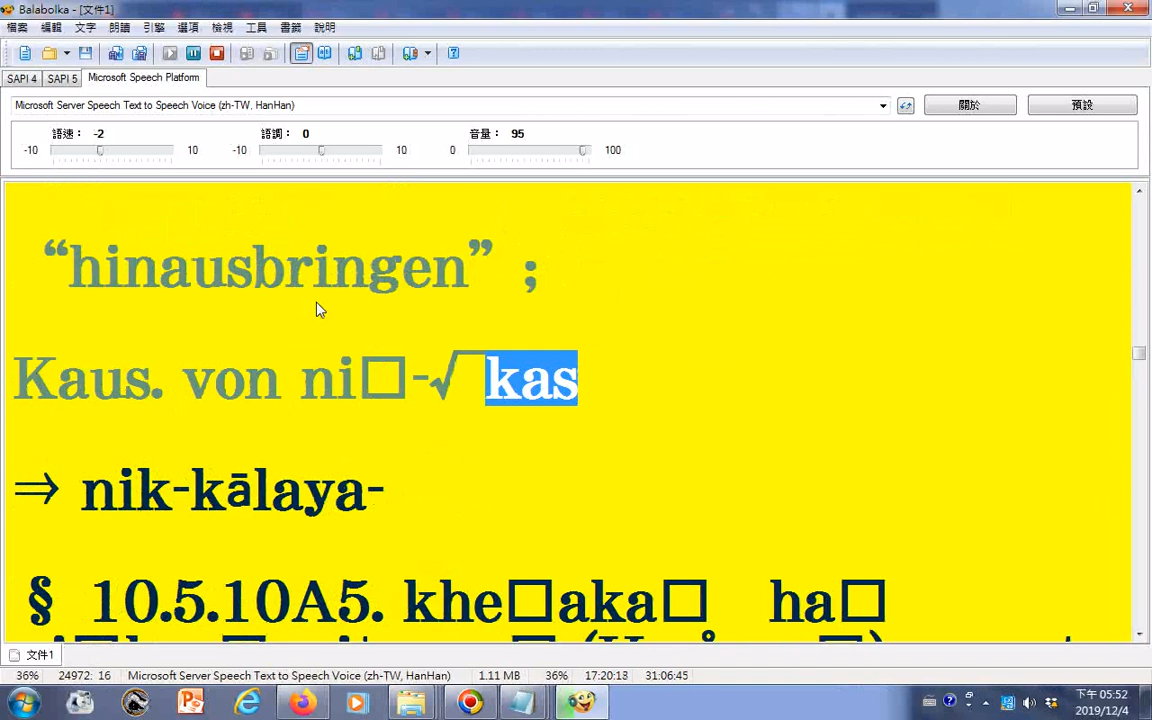 Balabolka - [文件1]
檔案 編輯 文字 朗讀 引擎 選項 檢視 工具 書籤 說明
SAPI 4 SAPI 5 Microsoft Speech Platform
Microsoft Server Speech Text to Speech Voice (zh-TW, HanHan) 關於 預設
語速： -2 語調： 0 音量： 95
-10 10 -10 10 0 100
“hinausbringen” ;
Kaus. von ni□-√ kas
⇒ nik-kālaya-
§ 10.5.10A5. khe□aka□ ha□
文件1
36% 24972: 16 Microsoft Server Speech Text to Speech Voice (zh-TW, HanHan) 1.11 MB 36% 17:20:13 31:06:45
下午 05:52
2019/12/4